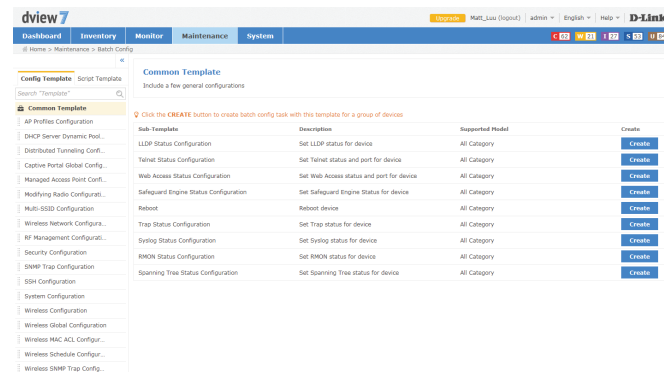 dview 7
Upgrade Matt_Luu (logout) admin English Help D-Link
Dashboard Inventory Monitor Maintenance System
C 62 W 21 I 27 S 53 U
Home > Maintenance > Batch Config
«
Config Template Script Template
Search "Template"
Common Template
AP Profiles Configuration
DHCP Server Dynamic Pool...
Distributed Tunneling Confi...
Captive Portal Global Config...
Managed Access Point Confi...
Modifying Radio Configurati...
Multi-SSID Configuration
Wireless Network Configura...
RF Management Configurati...
Security Configuration
SNMP Trap Configuration
SSH Configuration
System Configuration
Wireless Configuration
Wireless Global Configuration
Wireless MAC ACL Configur...
Wireless Schedule Configur...
Wireless SNMP Trap Config...
Common Template
Include a few general configurations
Click the CREATE button to create batch config task with this template for a group of devices
Sub-Template Description Supported Model Create
LLDP Status Configuration Set LLDP status for device All Category Create
Telnet Status Configuration Set Telnet status and port for device All Category Create
Web Access Status Configuration Set Web Access status and port for device All Category Create
Safeguard Engine Status Configuration Set Safeguard Engine Status for device All Category Create
Reboot Reboot device All Category Create
Trap Status Configuration Set Trap status for device All Category Create
Syslog Status Configuration Set Syslog status for device All Category Create
RMON Status Configuration Set RMON status for device All Category Create
Spanning Tree Status Configuration Set Spanning Tree status for device All Category Create